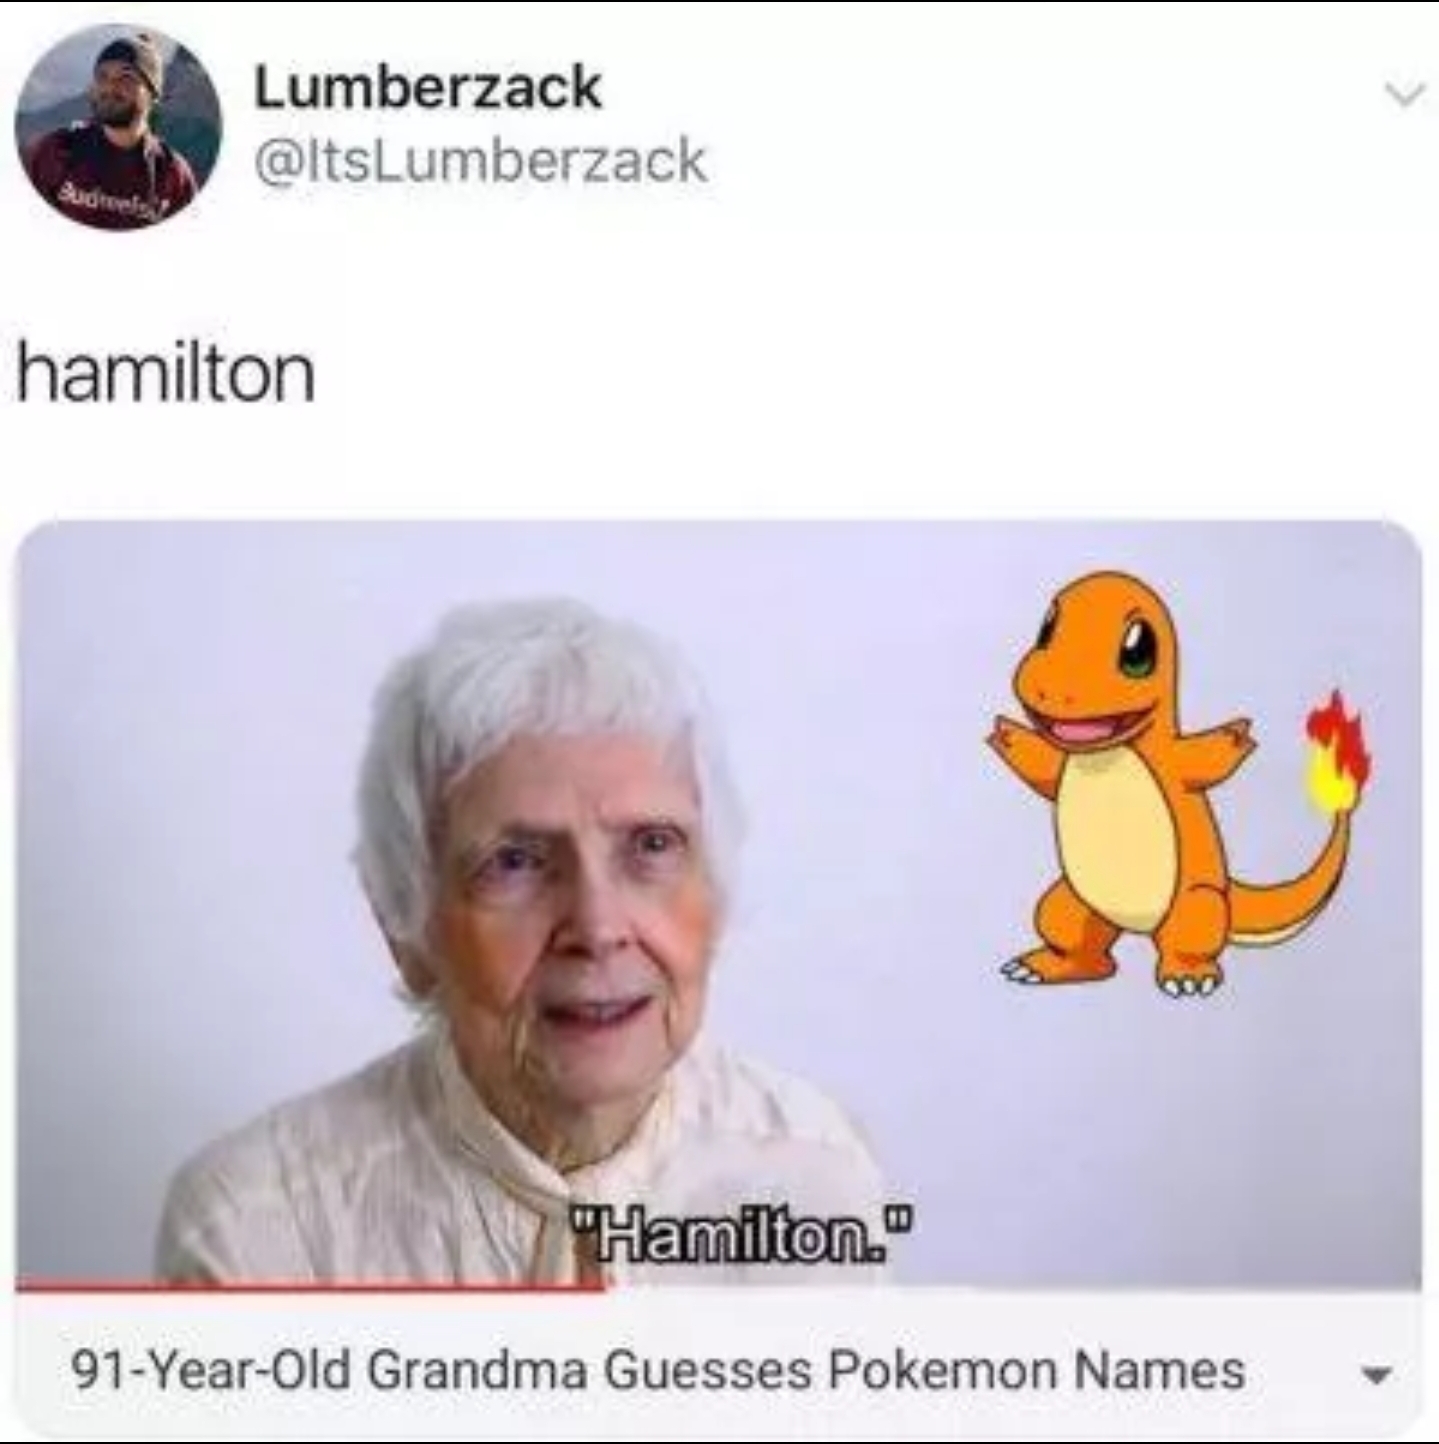 Lumberzack
@ItsLumberzack
hamilton
"Hamilton."
91-Year-Old Grandma Guesses Pokemon Names